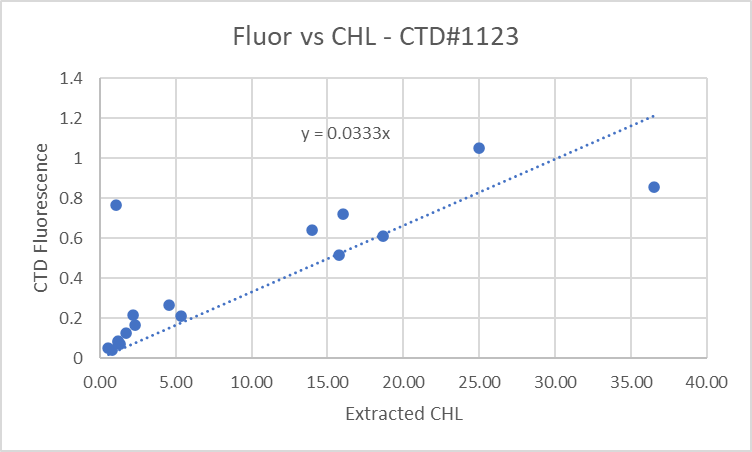 Fluor vs CHL - CTD#1123
1.4
1.2
y = 0.0333x
1
0.8
0.6
0.4
0.2
0
CTD Fluorescence
0.00 5.00 10.00 15.00 20.00 25.00 30.00 35.00 40.00
Extracted CHL